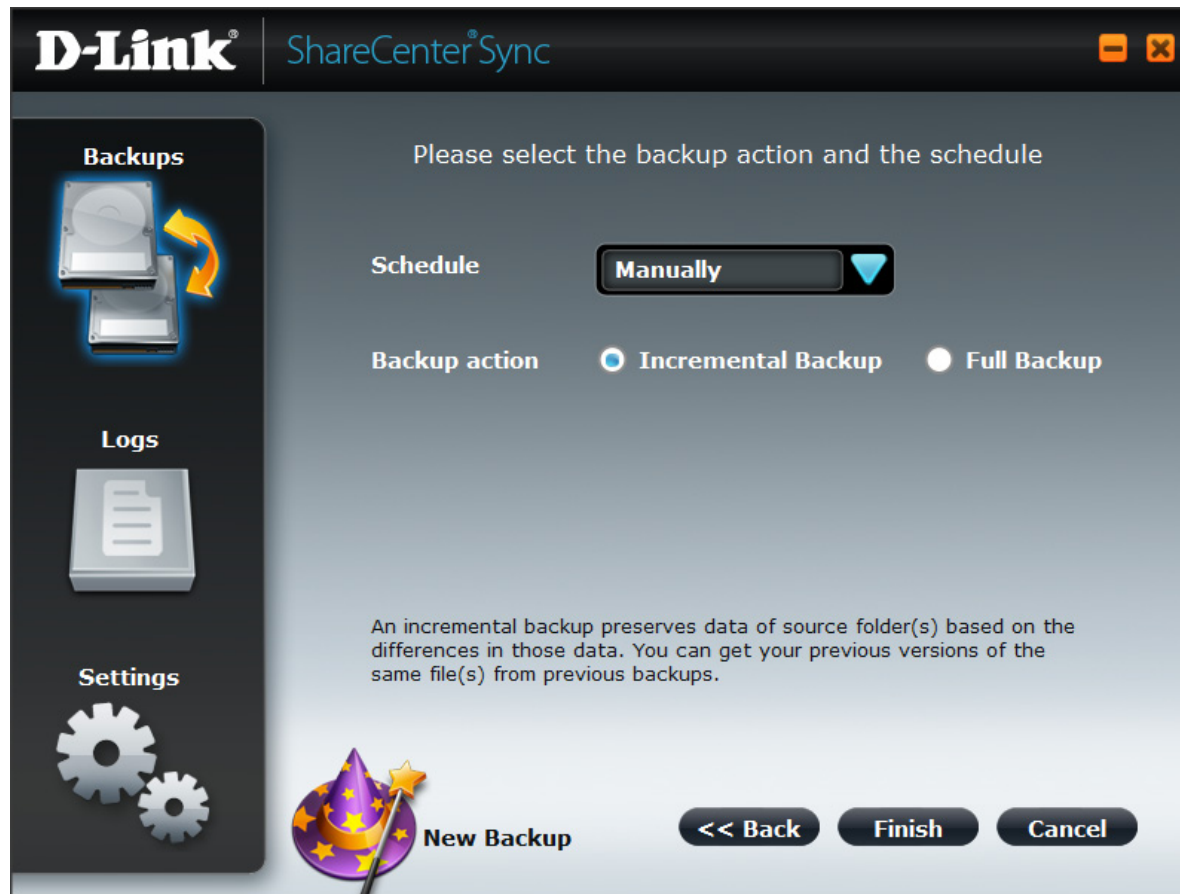 D-Link®
ShareCenter® Sync
Backups
Please select the backup action and the schedule
Schedule
Manually
Backup action
Incremental Backup
Full Backup
Logs
An incremental backup preserves data of source folder(s) based on the
differences in those data. You can get your previous versions of the
same file(s) from previous backups.
Settings
New Backup
<< Back
Finish
Cancel